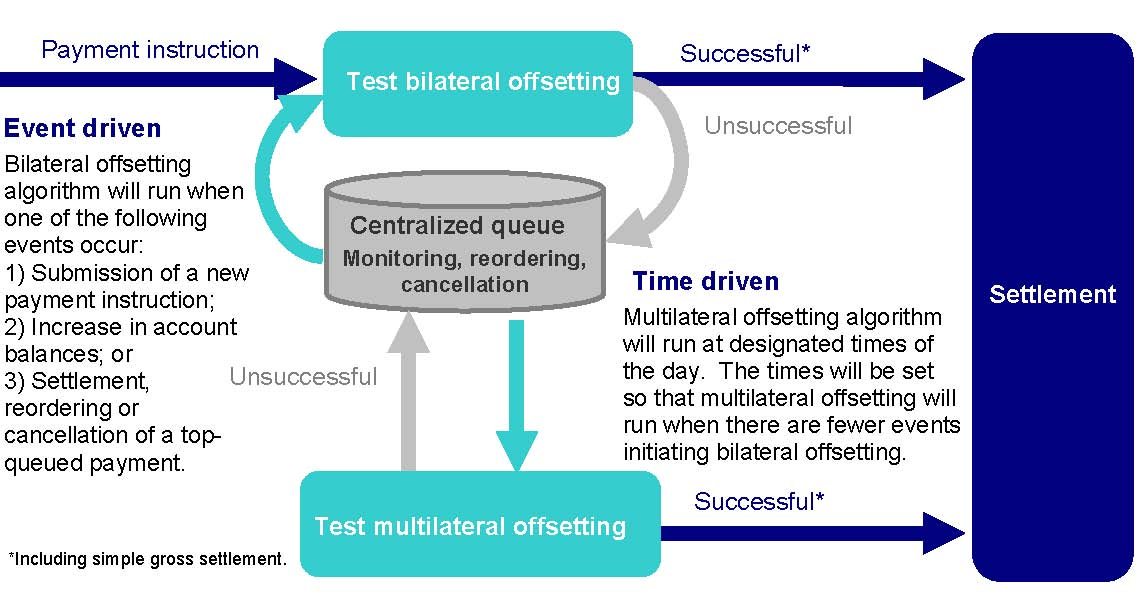 Payment instruction
Test bilateral offsetting
Successful*
Unsuccessful
Event driven
Bilateral offsetting
algorithm will run when
one of the following
events occur:
1) Submission of a new
payment instruction;
2) Increase in account
balances; or
3) Settlement,
reordering or
cancellation of a top-
queued payment.
Centralized queue
Monitoring, reordering,
cancellation
Unsuccessful
Time driven
Multilateral offsetting algorithm
will run at designated times of
the day.  The times will be set
so that multilateral offsetting will
run when there are fewer events
initiating bilateral offsetting.
Settlement
Test multilateral offsetting
Successful*
*Including simple gross settlement.